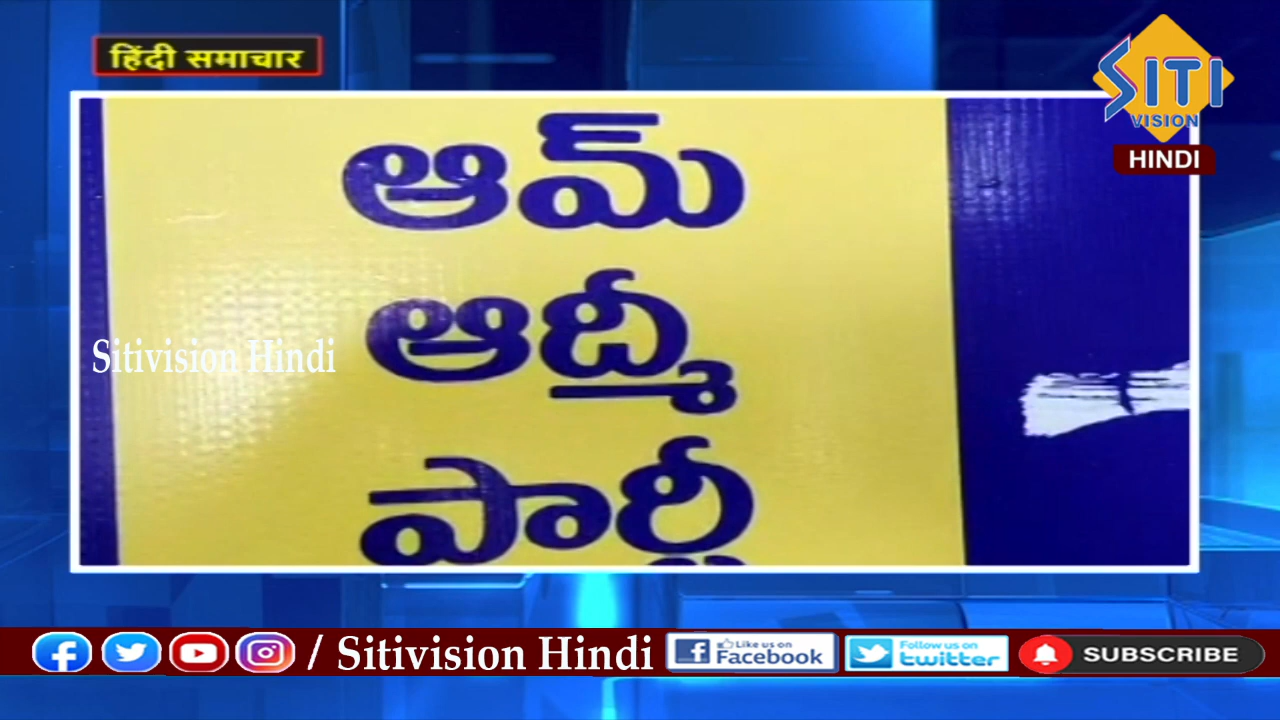 हिंदी समाचार
SITI
VISION
HINDI
ఆమ్
ఆద్మీ
పార్టీ
Sitivision Hindi
/ Sitivision Hindi
Like us on
Facebook
Follow us on
twitter
SUBSCRIBE